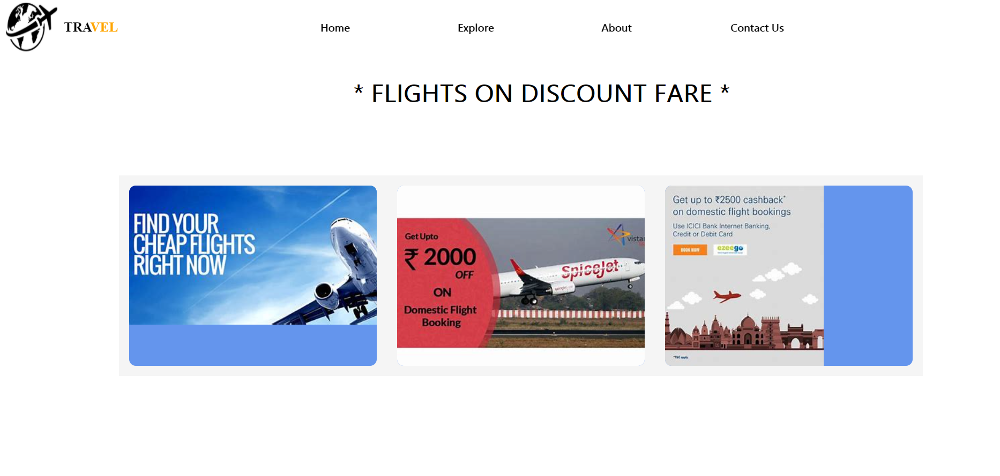 TRAVEL
Home
Explore
About
Contact Us
* FLIGHTS ON DISCOUNT FARE *
FIND YOUR
CHEAP FLIGHTS
RIGHT NOW
Get Upto
₹ 2000
OFF
ON
Domestic Flight
Booking
SpiceJet
spicejet.com
Get up to ₹2500 cashback*
on domestic flight bookings
Use ICICI Bank Internet Banking,
Credit or Debit Card
BOOK NOW
ezeego
*T&C apply.